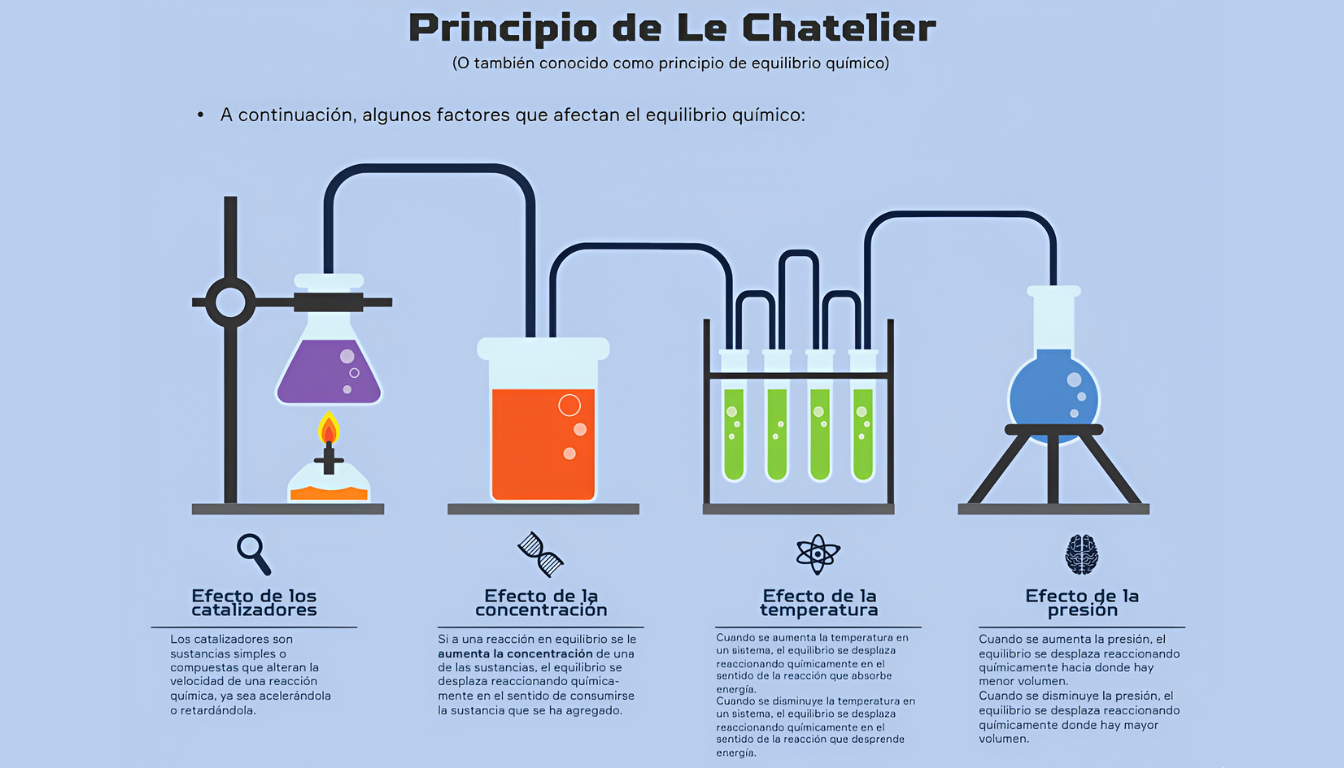 Principio de Le Chatelier
(O también conocido como principio de equilibrio químico)
• A continuación, algunos factores que afectan el equilibrio químico:
Efecto de los
catalizadores
Los catalizadores son
sustancias simples o
compuestas que alteran la
velocidad de una reacción
química, ya sea acelerándola
o retardándola.
Efecto de la
concentración
Si a una reacción en equilibrio se le
aumenta la concentración de una
de las sustancias, el equilibrio se
desplaza reaccionando química-
mente en el sentido de consumirse
la sustancia que se ha agregado.
Efecto de la
temperatura
Cuando se aumenta la temperatura en
un sistema, el equilibrio se desplaza
reaccionando químicamente en el
sentido de la reacción que absorbe
energía.
Cuando se disminuye la temperatura en
un sistema, el equilibrio se desplaza
reaccionando químicamente en el
sentido de la reacción que desprende
energía.
Efecto de la
presión
Cuando se aumenta la presión, el
equilibrio se desplaza reaccionando
químicamente hacia donde hay
menor volumen.
Cuando se disminuye la presión, el
equilibrio se desplaza reaccionando
químicamente donde hay mayor
volumen.